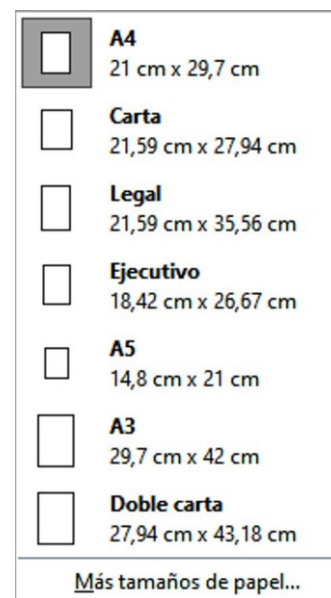 A4
21 cm x 29,7 cm
Carta
21,59 cm x 27,94 cm
Legal
21,59 cm x 35,56 cm
Ejecutivo
18,42 cm x 26,67 cm
A5
14,8 cm x 21 cm
A3
29,7 cm x 42 cm
Doble carta
27,94 cm x 43,18 cm
Más tamaños de papel...